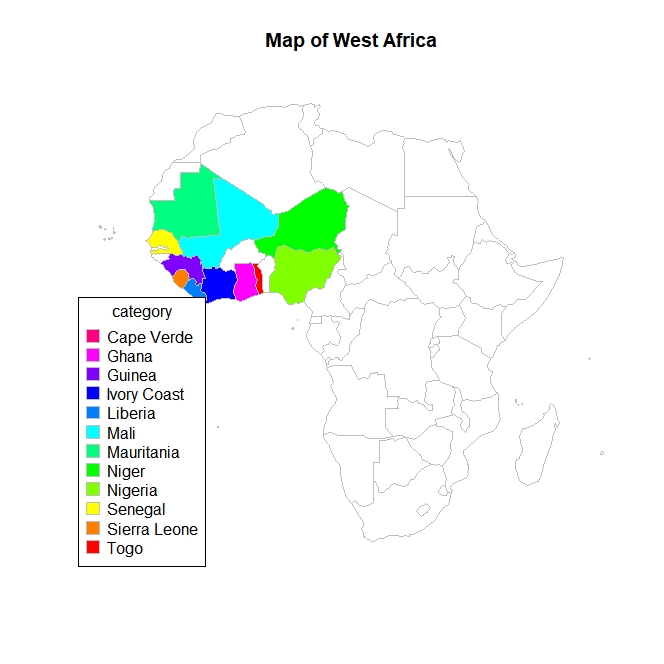 Map of West Africa
category
Cape Verde
Ghana
Guinea
Ivory Coast
Liberia
Mali
Mauritania
Niger
Nigeria
Senegal
Sierra Leone
Togo